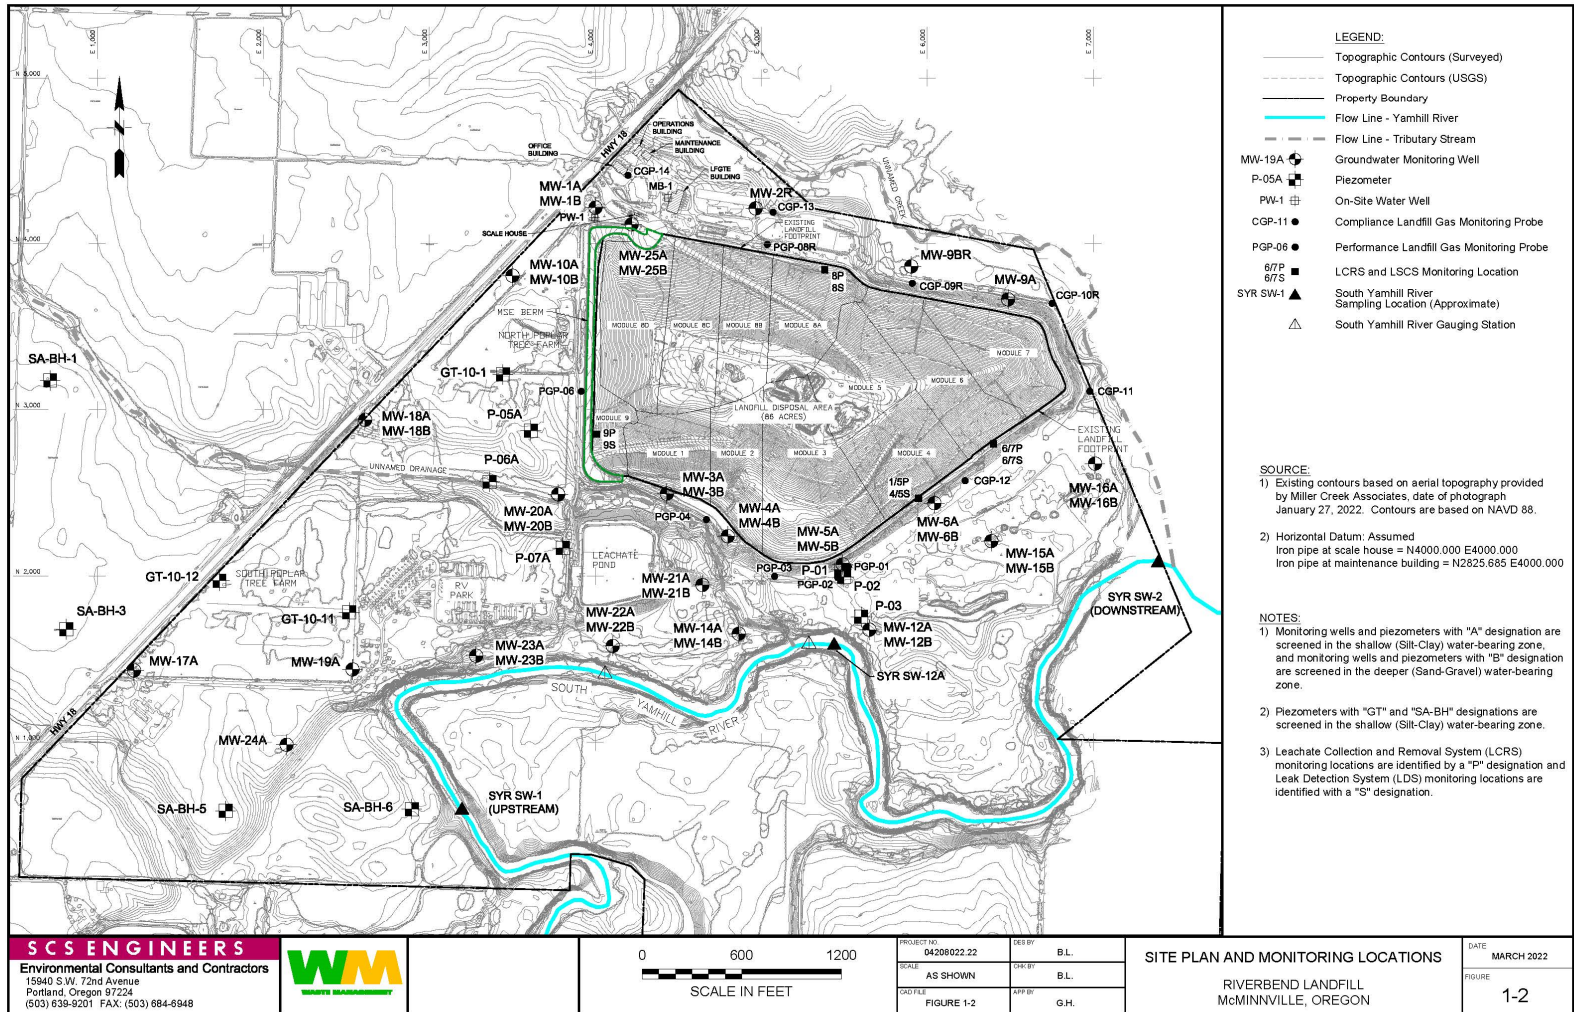 E 1,000
E 2,000
E 3,000
E 4,000
E 5,000
E 6,000
E 7,000
N 5,000
N 4,000
N 3,000
N 2,000
N 1,000
HWY 18
OPERATIONS
BUILDING
MAINTENANCE
BUILDING
OFFICE
BUILDING
LFGTE
BUILDING
CGP-14
MB-1
MW-1A
MW-1B
PW-1
SCALE HOUSE
MW-2R
CGP-13
EXISTING
LANDFILL
FOOTPRINT
PGP-08R
UNNAMED CREEK
MW-25A
MW-25B
MW-10A
MW-10B
8P
8S
MW-9BR
CGP-09R
MW-9A
CGP-10R
MSE BERM
NORTH POPLAR
TREE FARM
MODULE 8D
MODULE 8C
MODULE 8B
MODULE 8A
MODULE 7
SA-BH-1
GT-10-1
PGP-06
MODULE 5
MODULE 6
CGP-11
P-05A
LANDFILL DISPOSAL AREA
(86 ACRES)
MW-18A
MW-18B
MODULE 9
9P
9S
EXISTING
LANDFILL
FOOTPRINT
MODULE 1
MODULE 2
MODULE 3
MODULE 4
6/7P
6/7S
UNNAMED DRAINAGE
P-06A
MW-3A
MW-3B
1/5P
4/5S
CGP-12
MW-16A
MW-16B
MW-20A
MW-20B
PGP-04
MW-4A
MW-4B
MW-5A
MW-5B
MW-6A
MW-6B
P-07A
LEACHATE
POND
MW-15A
MW-15B
PGP-03
P-01
PGP-01
PGP-02
P-02
GT-10-12
SOUTH POPLAR
TREE FARM
RV
PARK
MW-21A
MW-21B
SA-BH-3
GT-10-11
MW-22A
MW-22B
MW-14A
MW-14B
P-03
MW-12A
MW-12B
SYR SW-2
(DOWNSTREAM)
MW-17A
MW-19A
MW-23A
MW-23B
SYR SW-12A
SOUTH
YAMHILL
RIVER
HWY 18
MW-24A
SA-BH-5
SA-BH-6
SYR SW-1
(UPSTREAM)
LEGEND:
Topographic Contours (Surveyed)
Topographic Contours (USGS)
Property Boundary
Flow Line - Yamhill River
Flow Line - Tributary Stream
MW-19A Groundwater Monitoring Well
P-05A Piezometer
PW-1 On-Site Water Well
CGP-11 Compliance Landfill Gas Monitoring Probe
PGP-06 Performance Landfill Gas Monitoring Probe
6/7P
6/7S LCRS and LSCS Monitoring Location
SYR SW-1 South Yamhill River
Sampling Location (Approximate)
South Yamhill River Gauging Station
SOURCE:
1) Existing contours based on aerial topography provided
by Miller Creek Associates, date of photograph
January 27, 2022. Contours are based on NAVD 88.
2) Horizontal Datum: Assumed
Iron pipe at scale house = N4000.000 E4000.000
Iron pipe at maintenance building = N2825.685 E4000.000
NOTES:
1) Monitoring wells and piezometers with "A" designation are
screened in the shallow (Silt-Clay) water-bearing zone,
and monitoring wells and piezometers with "B" designation
are screened in the deeper (Sand-Gravel) water-bearing
zone.
2) Piezometers with "GT" and "SA-BH" designations are
screened in the shallow (Silt-Clay) water-bearing zone.
3) Leachate Collection and Removal System (LCRS)
monitoring locations are identified by a "P" designation and
Leak Detection System (LDS) monitoring locations are
identified with a "S" designation.
SCS ENGINEERS
Environmental Consultants and Contractors
15940 S.W. 72nd Avenue
Portland, Oregon 97224
(503) 639-9201 FAX: (503) 684-6948
WM
WASTE MANAGEMENT
0 600 1200
SCALE IN FEET
PROJECT NO. 04208022.22
DES BY B.L.
SCALE AS SHOWN
CHK BY B.L.
CAD FILE FIGURE 1-2
APP BY G.H.
SITE PLAN AND MONITORING LOCATIONS
RIVERBEND LANDFILL
McMINNVILLE, OREGON
DATE
MARCH 2022
FIGURE
1-2